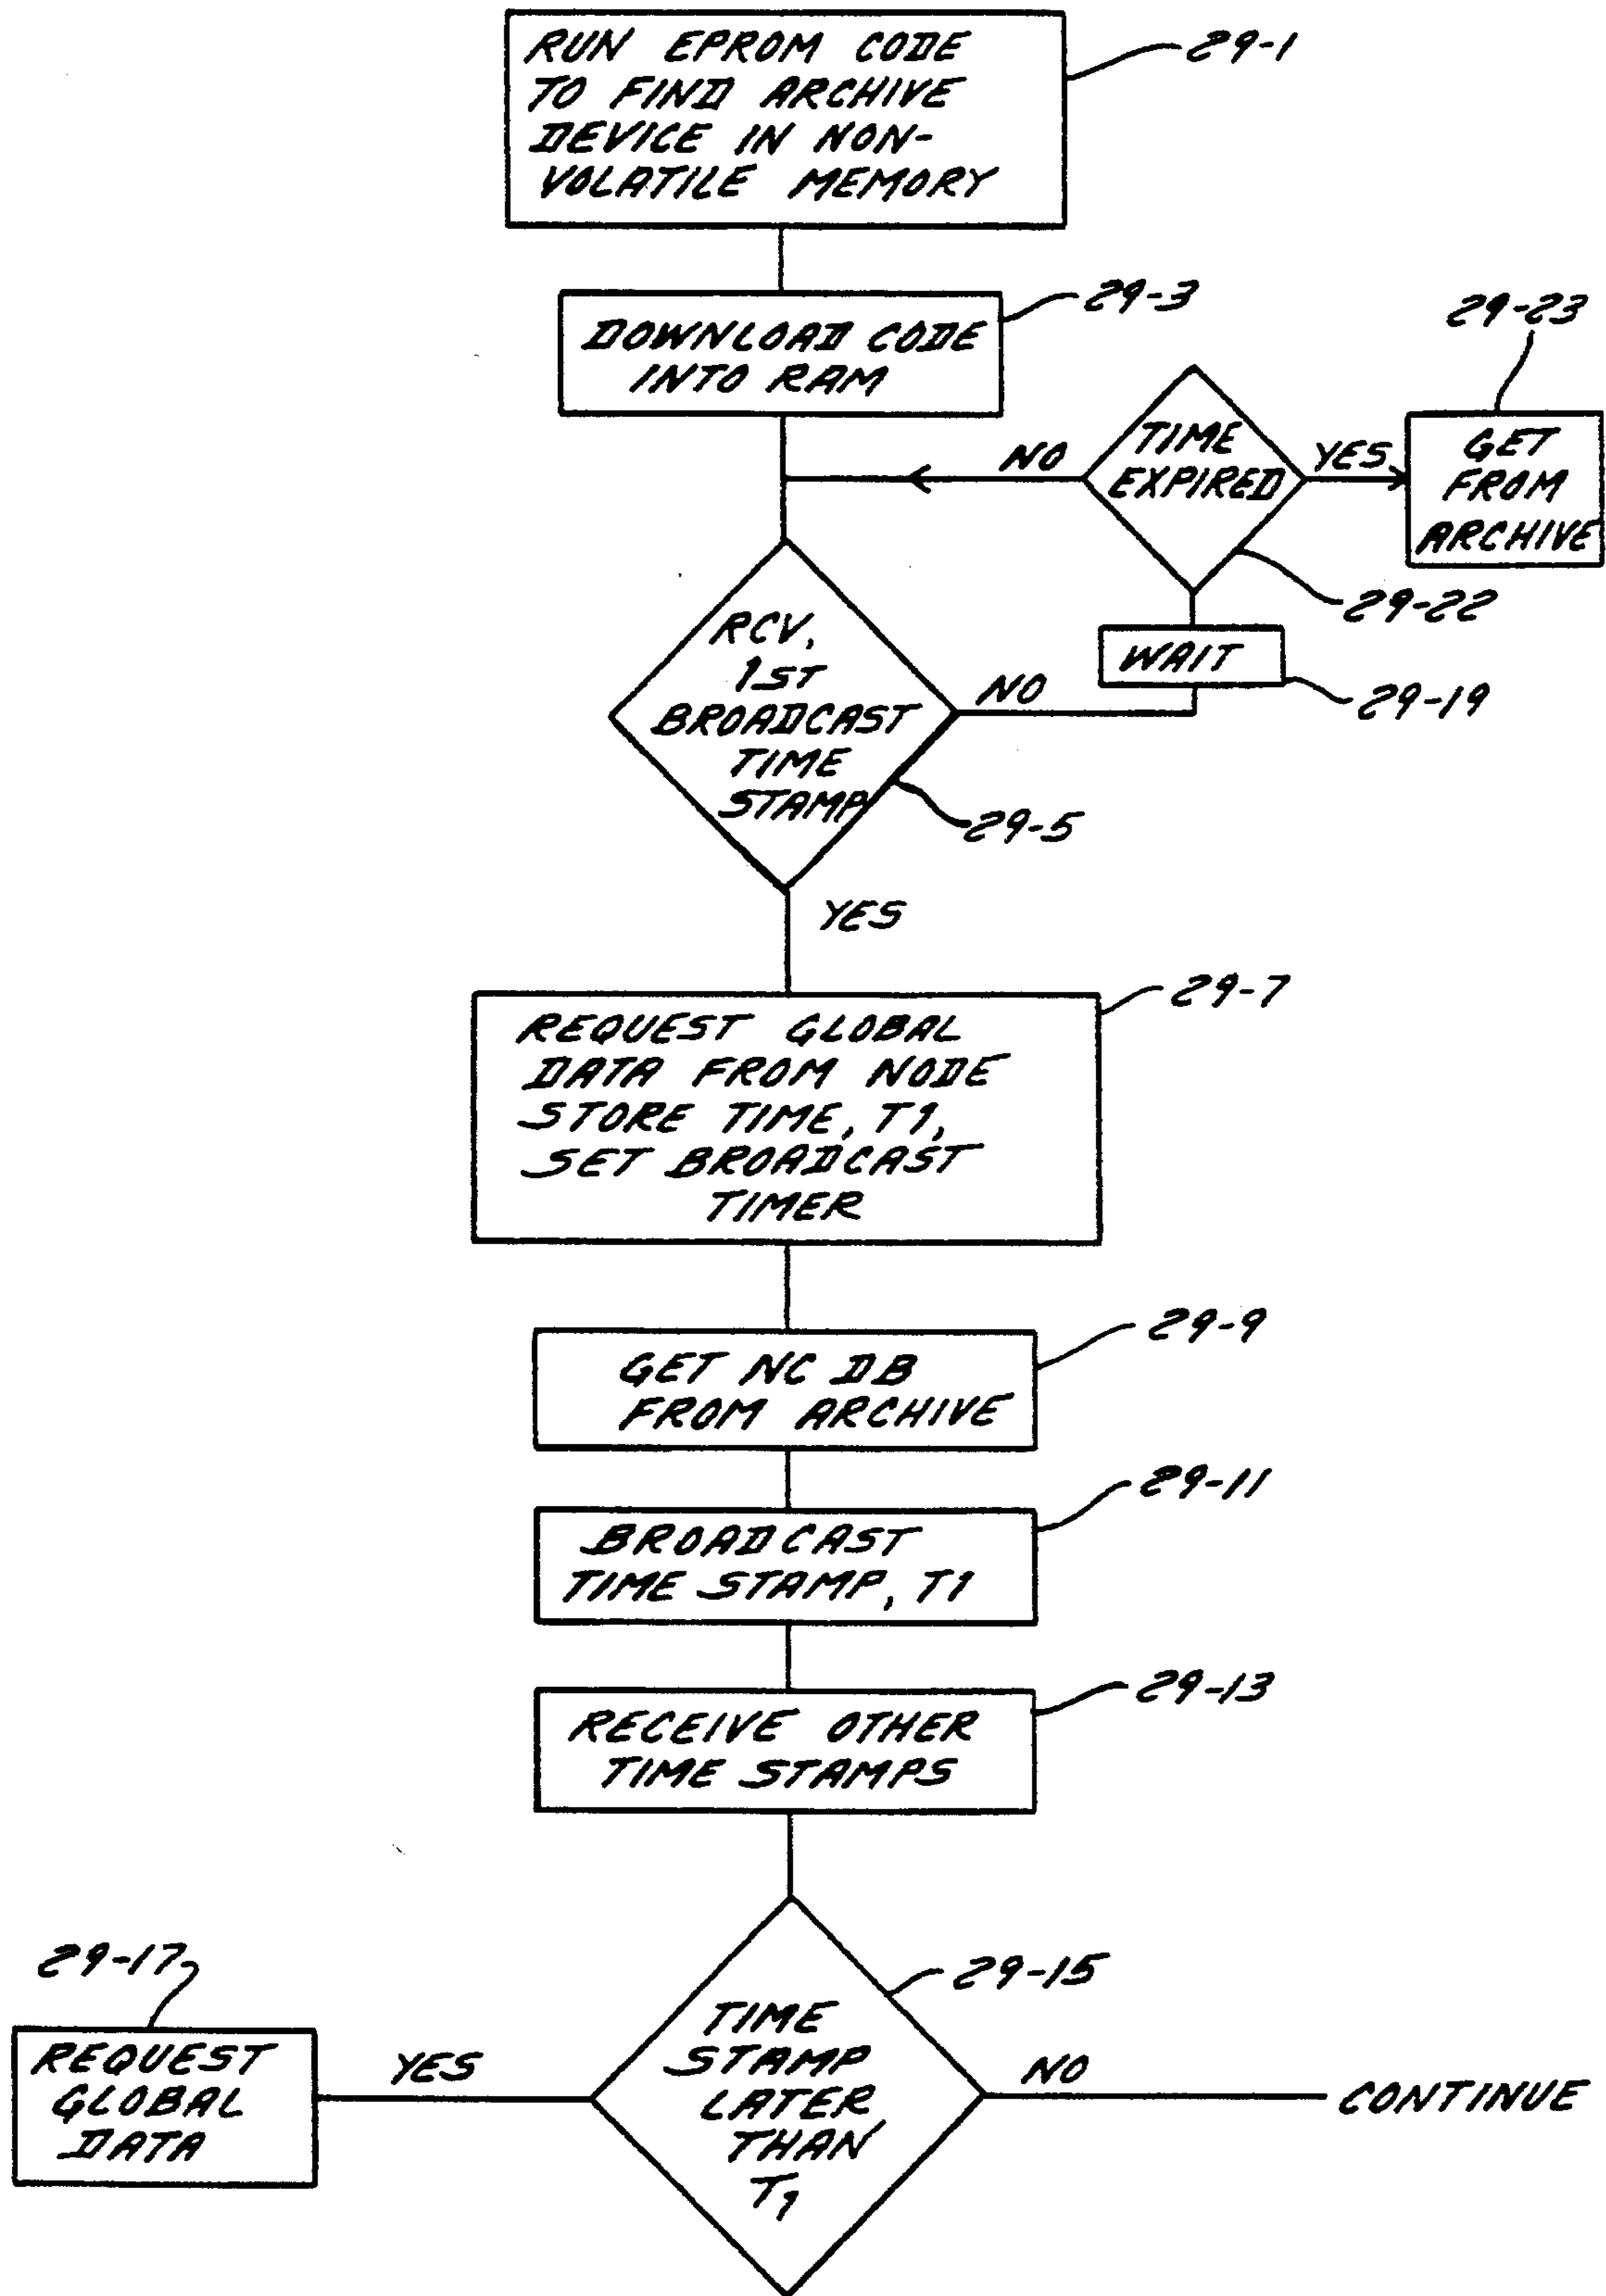 RUN EPROM CODE
TO FIND ARCHIVE
DEVICE IN NON-
VOLATILE MEMORY
29-1
DOWNLOAD CODE
INTO RAM
29-3
29-23
TIME
EXPIRED
NO
YES
GET
FROM
ARCHIVE
29-22
WAIT
29-19
RCV,
1ST
BROADCAST
TIME
STAMP
NO
29-5
YES
REQUEST GLOBAL
DATA FROM NODE
STORE TIME, T1,
SET BROADCAST
TIMER
29-7
GET NC DB
FROM ARCHIVE
29-9
BROADCAST
TIME STAMP, T1
29-11
RECEIVE OTHER
TIME STAMPS
29-13
29-17
REQUEST
GLOBAL
DATA
YES
TIME
STAMP
LATER
THAN
T1
29-15
NO
CONTINUE